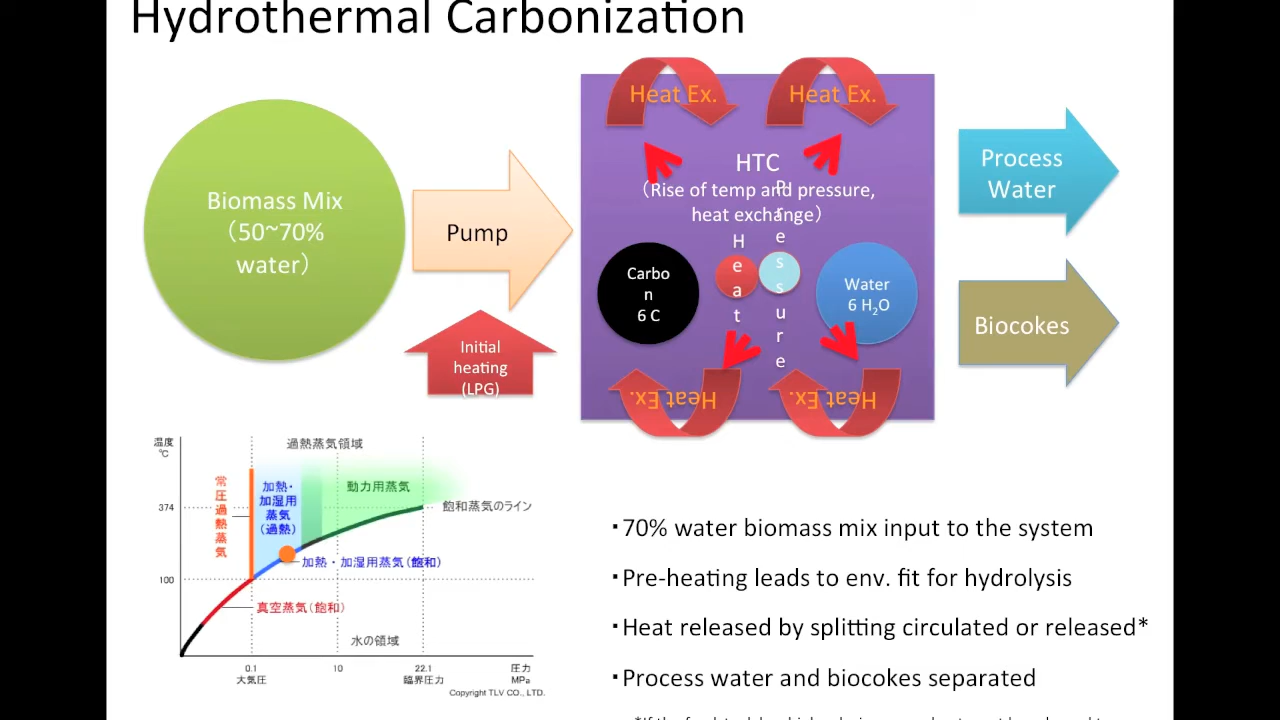 Hydrothermal Carbonization
Biomass Mix
（50~70%
water）
Pump
Initial
heating
(LPG)
Heat Ex.
Heat Ex.
HTC
（Rise of temp and pressure,
heat exchange）
Carbo
n
6 C
Heat
Pressure
Water
6 H₂O
Heat Ex.
Heat Ex.
Process
Water
Biocokes
温度
℃
過熱蒸気領域
常圧過熱蒸気
加熱・
加湿用
蒸気
(過熱)
動力用蒸気
374
飽和蒸気のライン
加熱・加湿用蒸気(飽和)
100
真空蒸気(飽和)
水の領域
0.1
大気圧
10
22.1
臨界圧力
圧力
MPa
Copyright TLV CO., LTD.
・70% water biomass mix input to the system
・Pre-heating leads to env. fit for hydrolysis
・Heat released by splitting circulated or released*
・Process water and biocokes separated